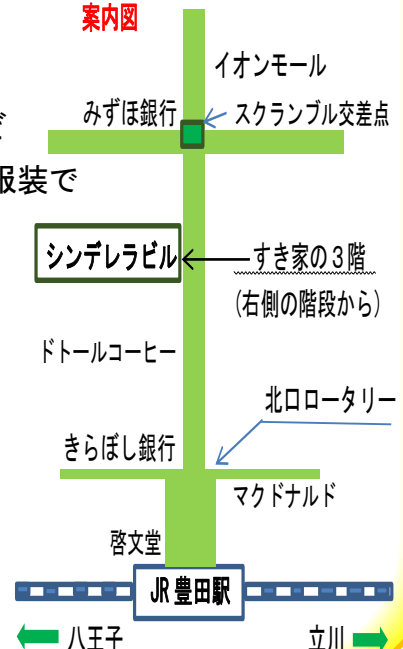 案内図
イオンモール
みずほ銀行
スクランブル交差点
服装で
シンデレラビル
すき家の3階
(右側の階段から)
ドトールコーヒー
北口ロータリー
きらぼし銀行
マクドナルド
啓文堂
JR 豊田駅
八王子
立川